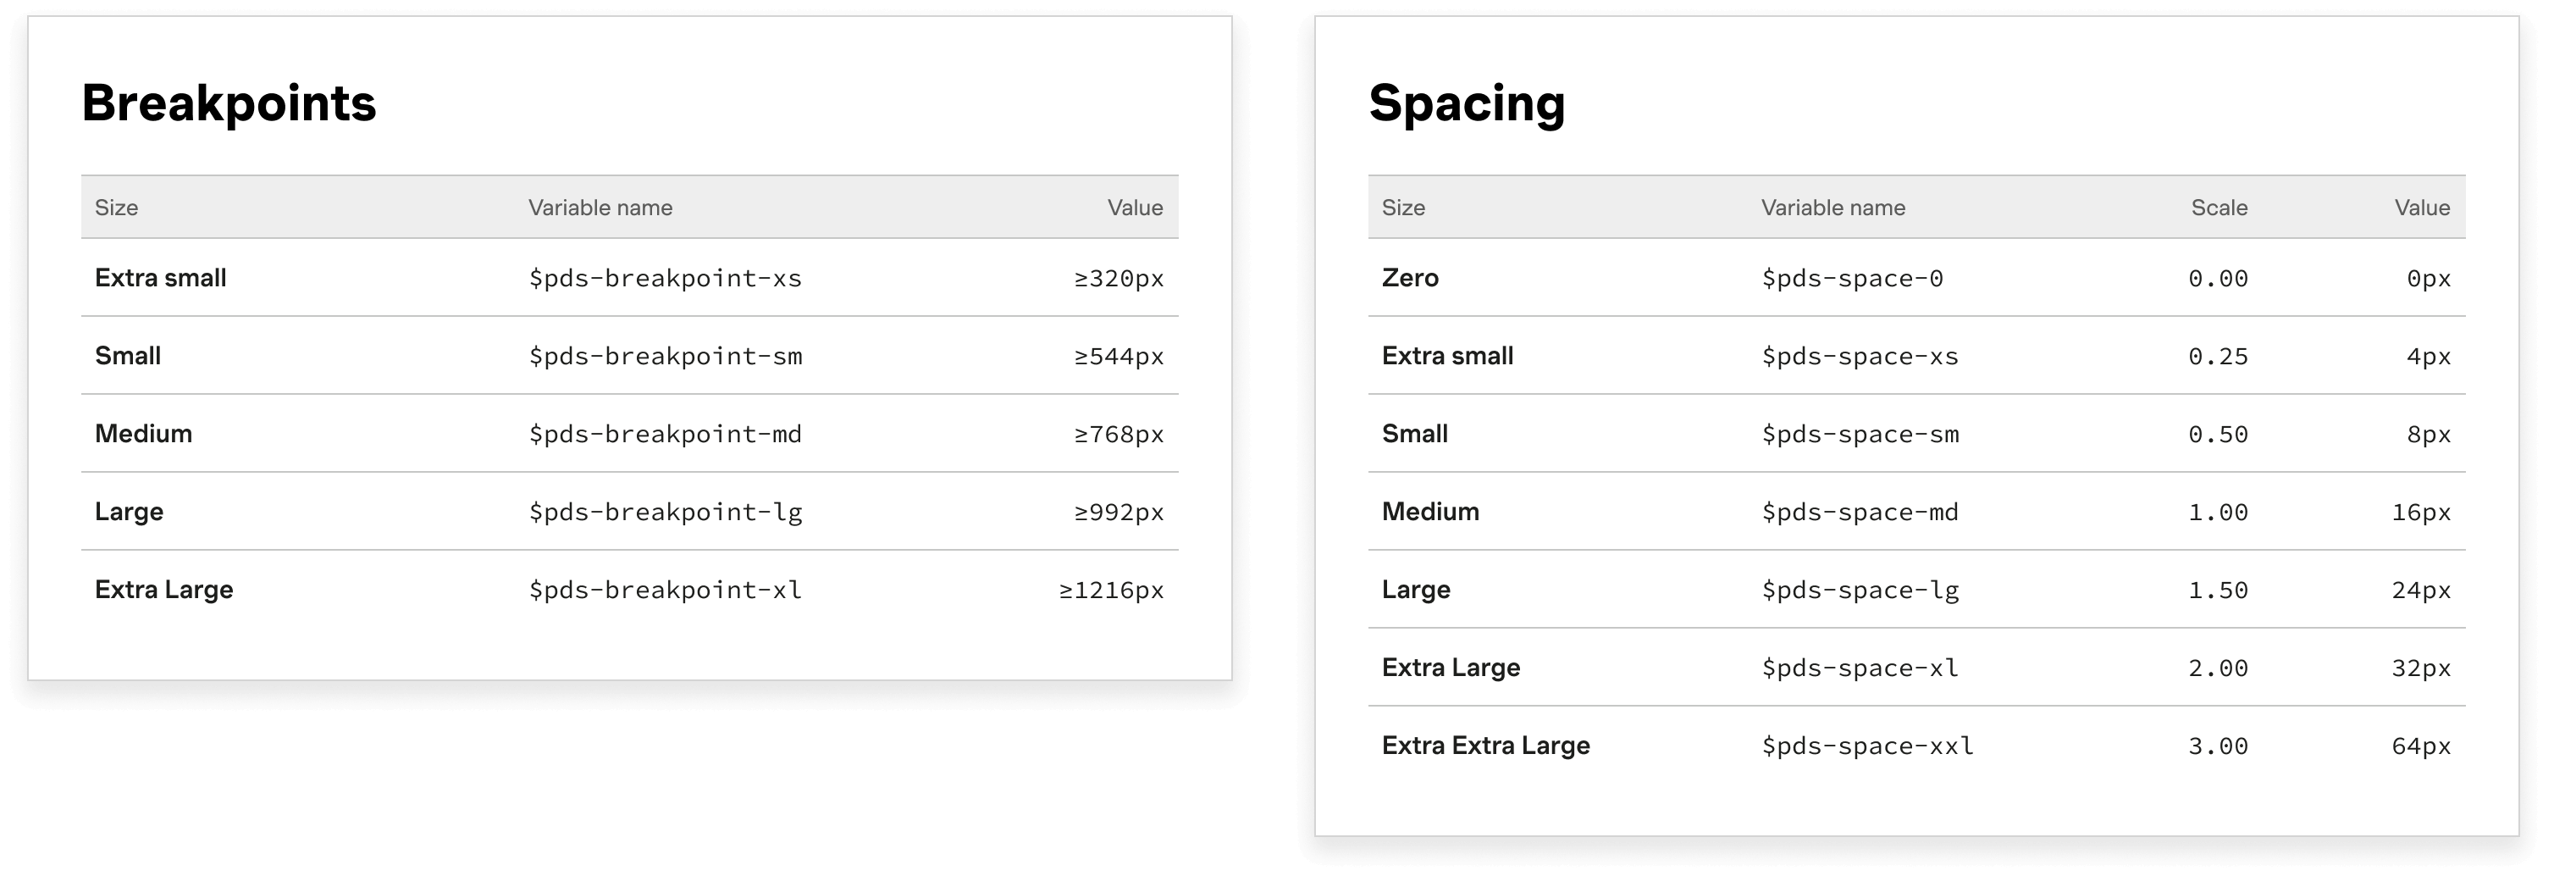 Breakpoints
Size Variable name Value
Extra small $pds-breakpoint-xs ≥320px
Small $pds-breakpoint-sm ≥544px
Medium $pds-breakpoint-md ≥768px
Large $pds-breakpoint-lg ≥992px
Extra Large $pds-breakpoint-xl ≥1216px
Spacing
Size Variable name Scale Value
Zero $pds-space-0 0.00 0px
Extra small $pds-space-xs 0.25 4px
Small $pds-space-sm 0.50 8px
Medium $pds-space-md 1.00 16px
Large $pds-space-lg 1.50 24px
Extra Large $pds-space-xl 2.00 32px
Extra Extra Large $pds-space-xxl 3.00 64px